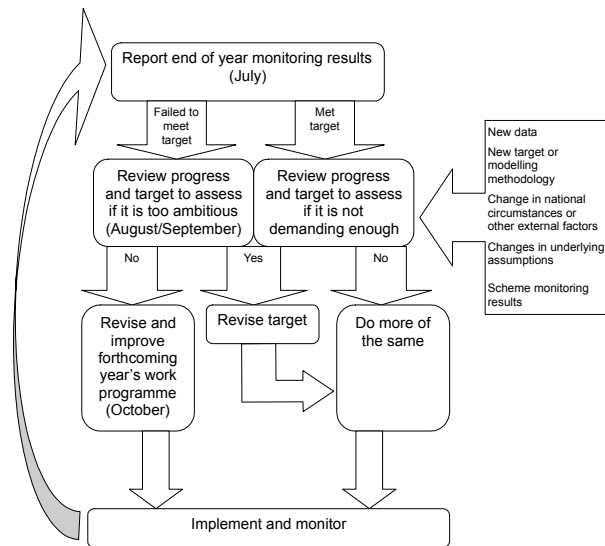 Report end of year monitoring results
(July)
Failed to
meet
target
Met
target
Review progress
and target to assess
if it is too ambitious
(August/September)
Review progress
and target to assess
if it is not
demanding enough
New data
New target or
modelling
methodology
Change in national
circumstances or
other external factors
Changes in underlying
assumptions
Scheme monitoring
results
No
Yes
No
Revise and
improve
forthcoming
year's work
programme
(October)
Revise target
Do more of
the same
Implement and monitor